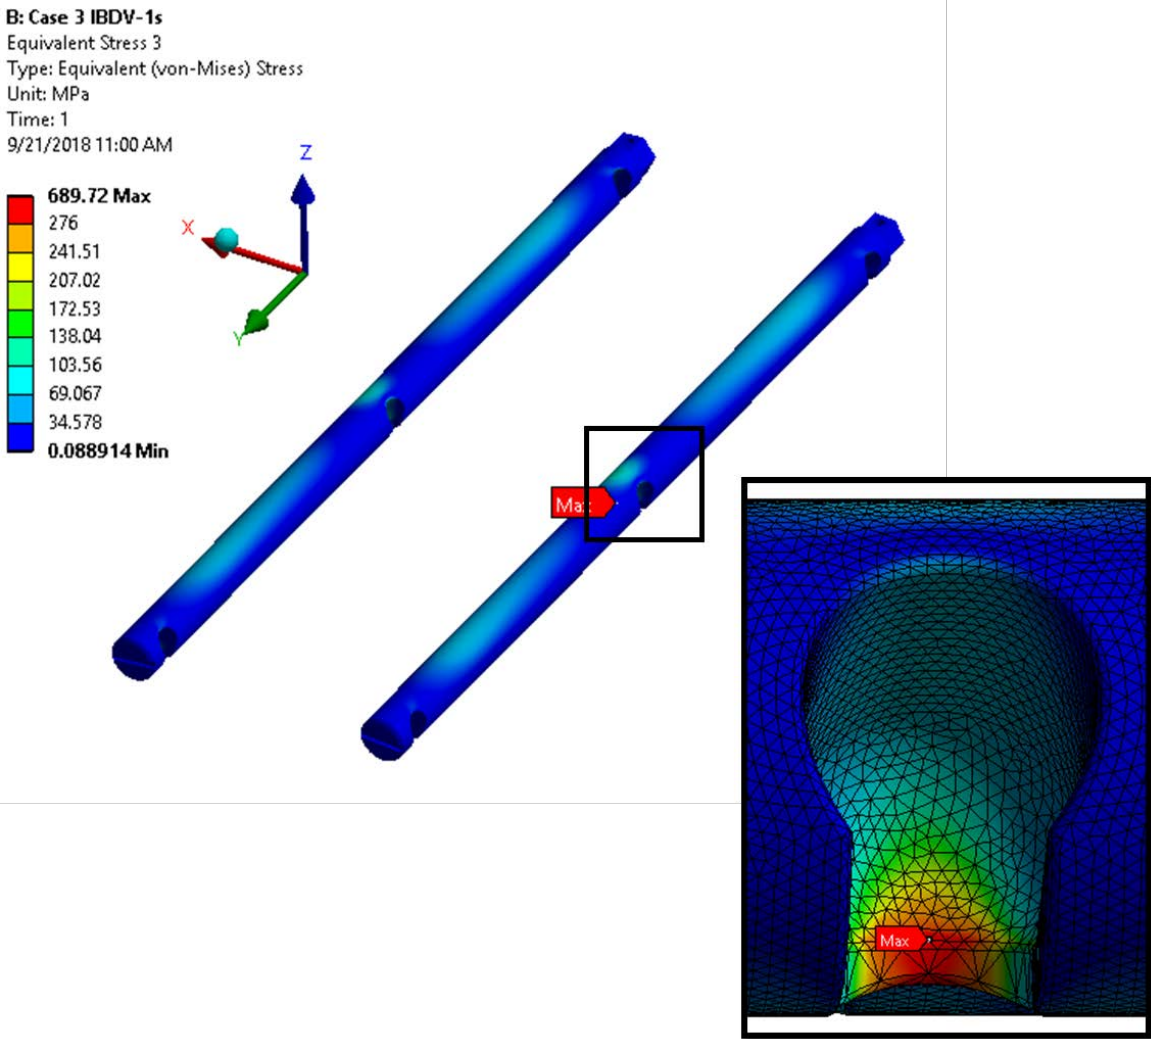 B: Case 3 IBDV-1s
Equivalent Stress 3
Type: Equivalent (von-Mises) Stress
Unit: MPa
Time: 1
9/21/2018 11:00 AM
Z
X
Y
689.72 Max
276
241.51
207.02
172.53
138.04
103.56
69.067
34.578
0.088914 Min
Max
Max